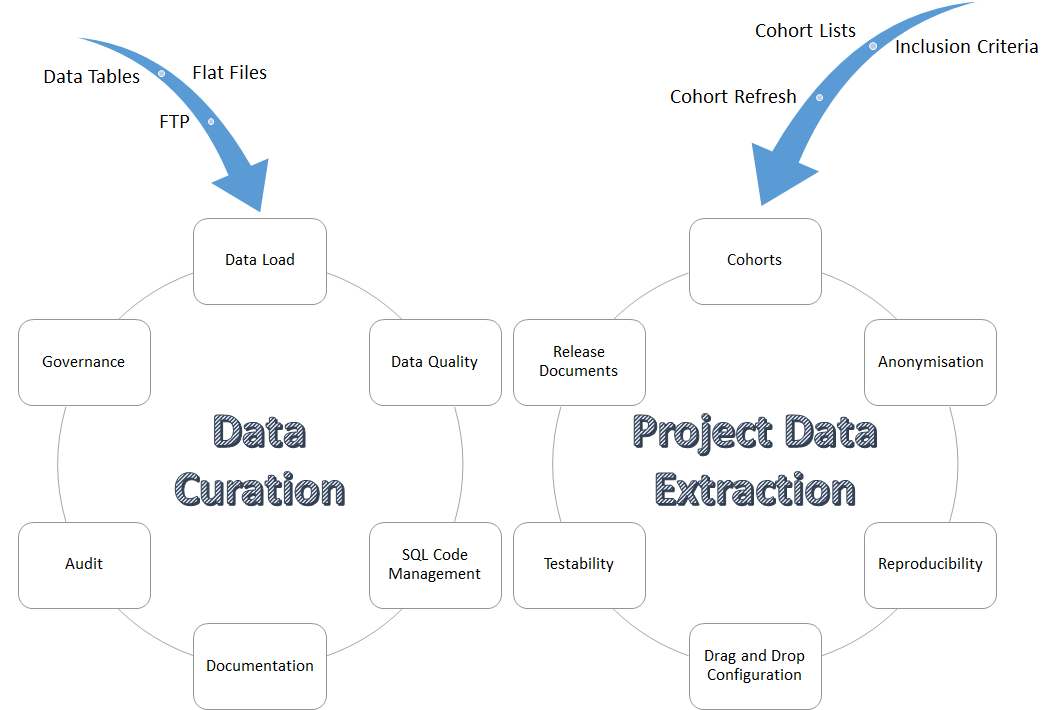 Data Tables
Flat Files
FTP
Data Load
Data Quality
SQL Code
Management
Documentation
Audit
Governance
Data
Curation
Cohort Lists
Inclusion Criteria
Cohort Refresh
Cohorts
Anonymisation
Reproducibility
Drag and Drop
Configuration
Testability
Release
Documents
Project Data
Extraction